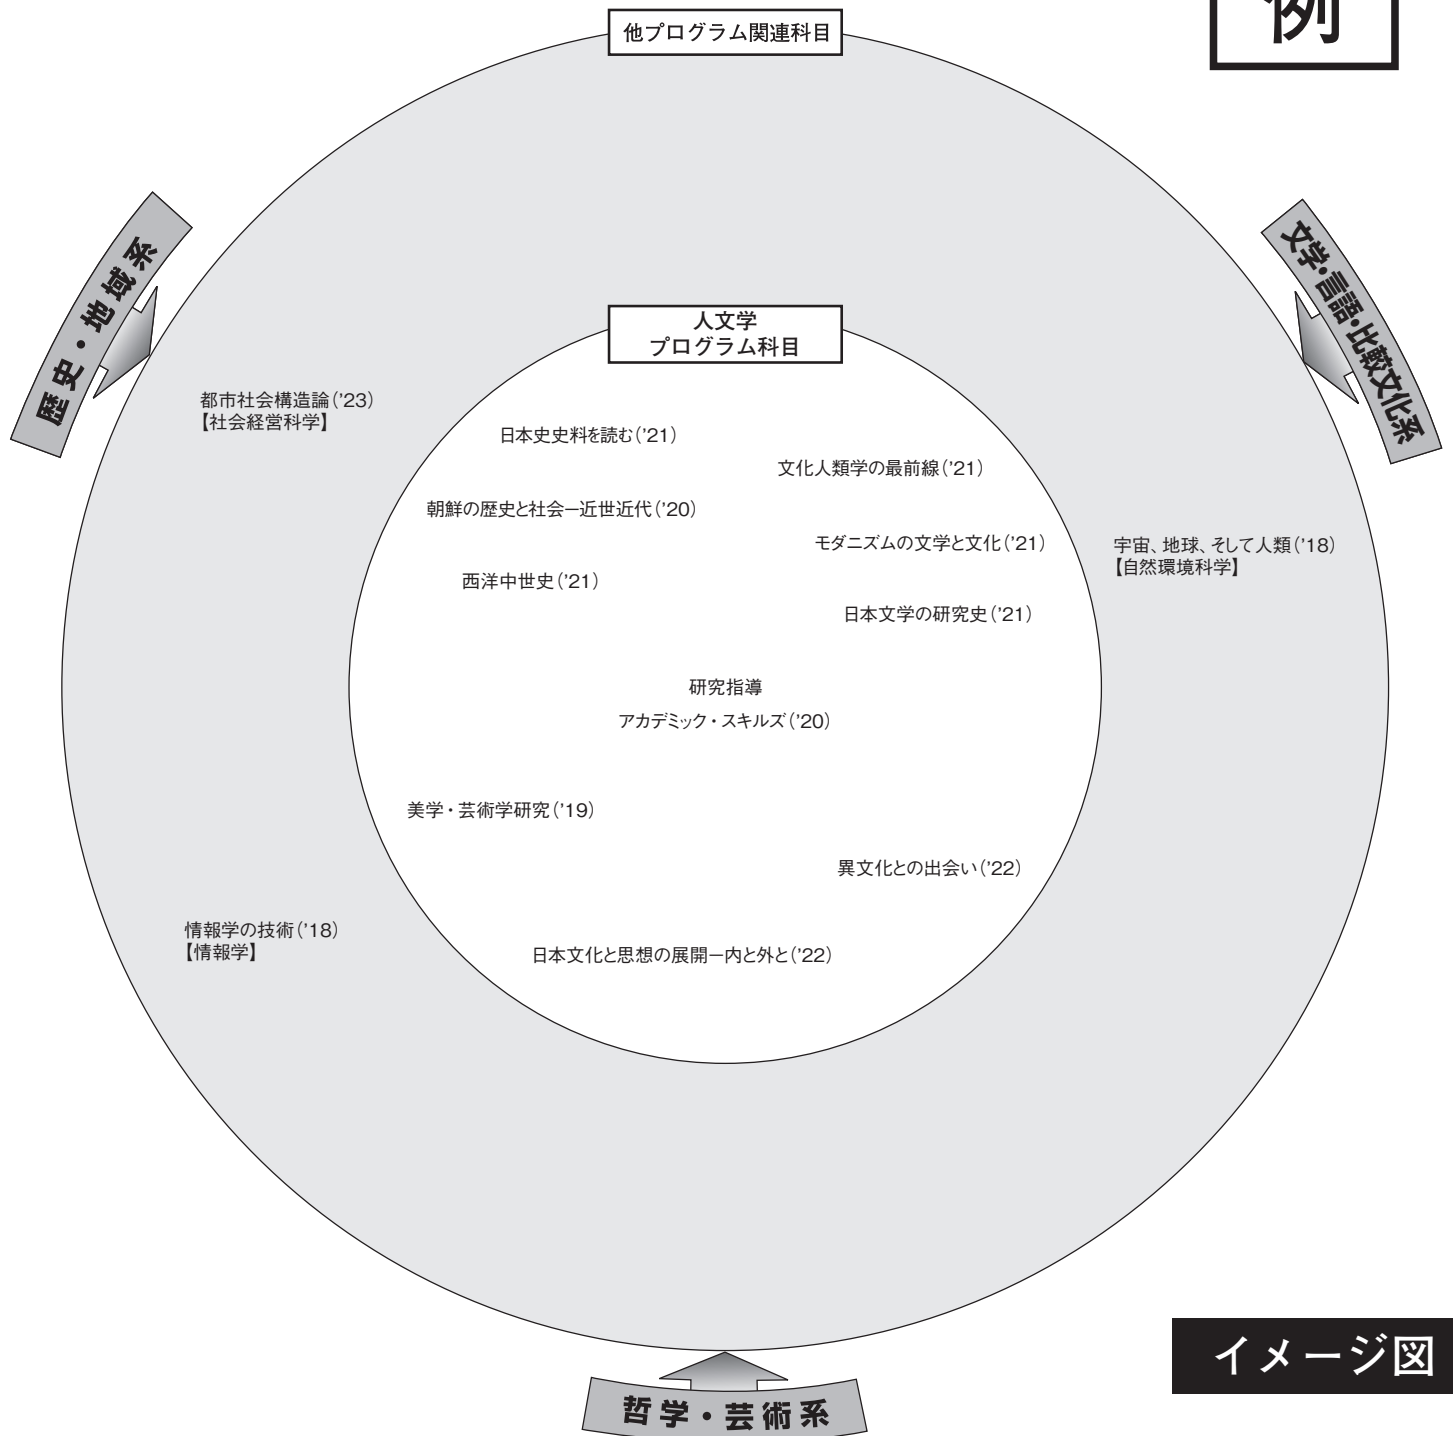 例
他プログラム関連科目
歴史・地域系
文学・言語・比較文化系
人文学
プログラム科目
都市社会構造論('23)
【社会経営科学】
日本史史料を読む('21)
文化人類学の最前線('21)
朝鮮の歴史と社会－近世近代('20)
モダニズムの文学と文化('21)
宇宙、地球、そして人類('18)
【自然環境科学】
西洋中世史('21)
日本文学の研究史('21)
研究指導
アカデミック・スキルズ('20)
美学・芸術学研究('19)
異文化との出会い('22)
情報学の技術('18)
【情報学】
日本文化と思想の展開－内と外と('22)
イメージ図
哲学・芸術系